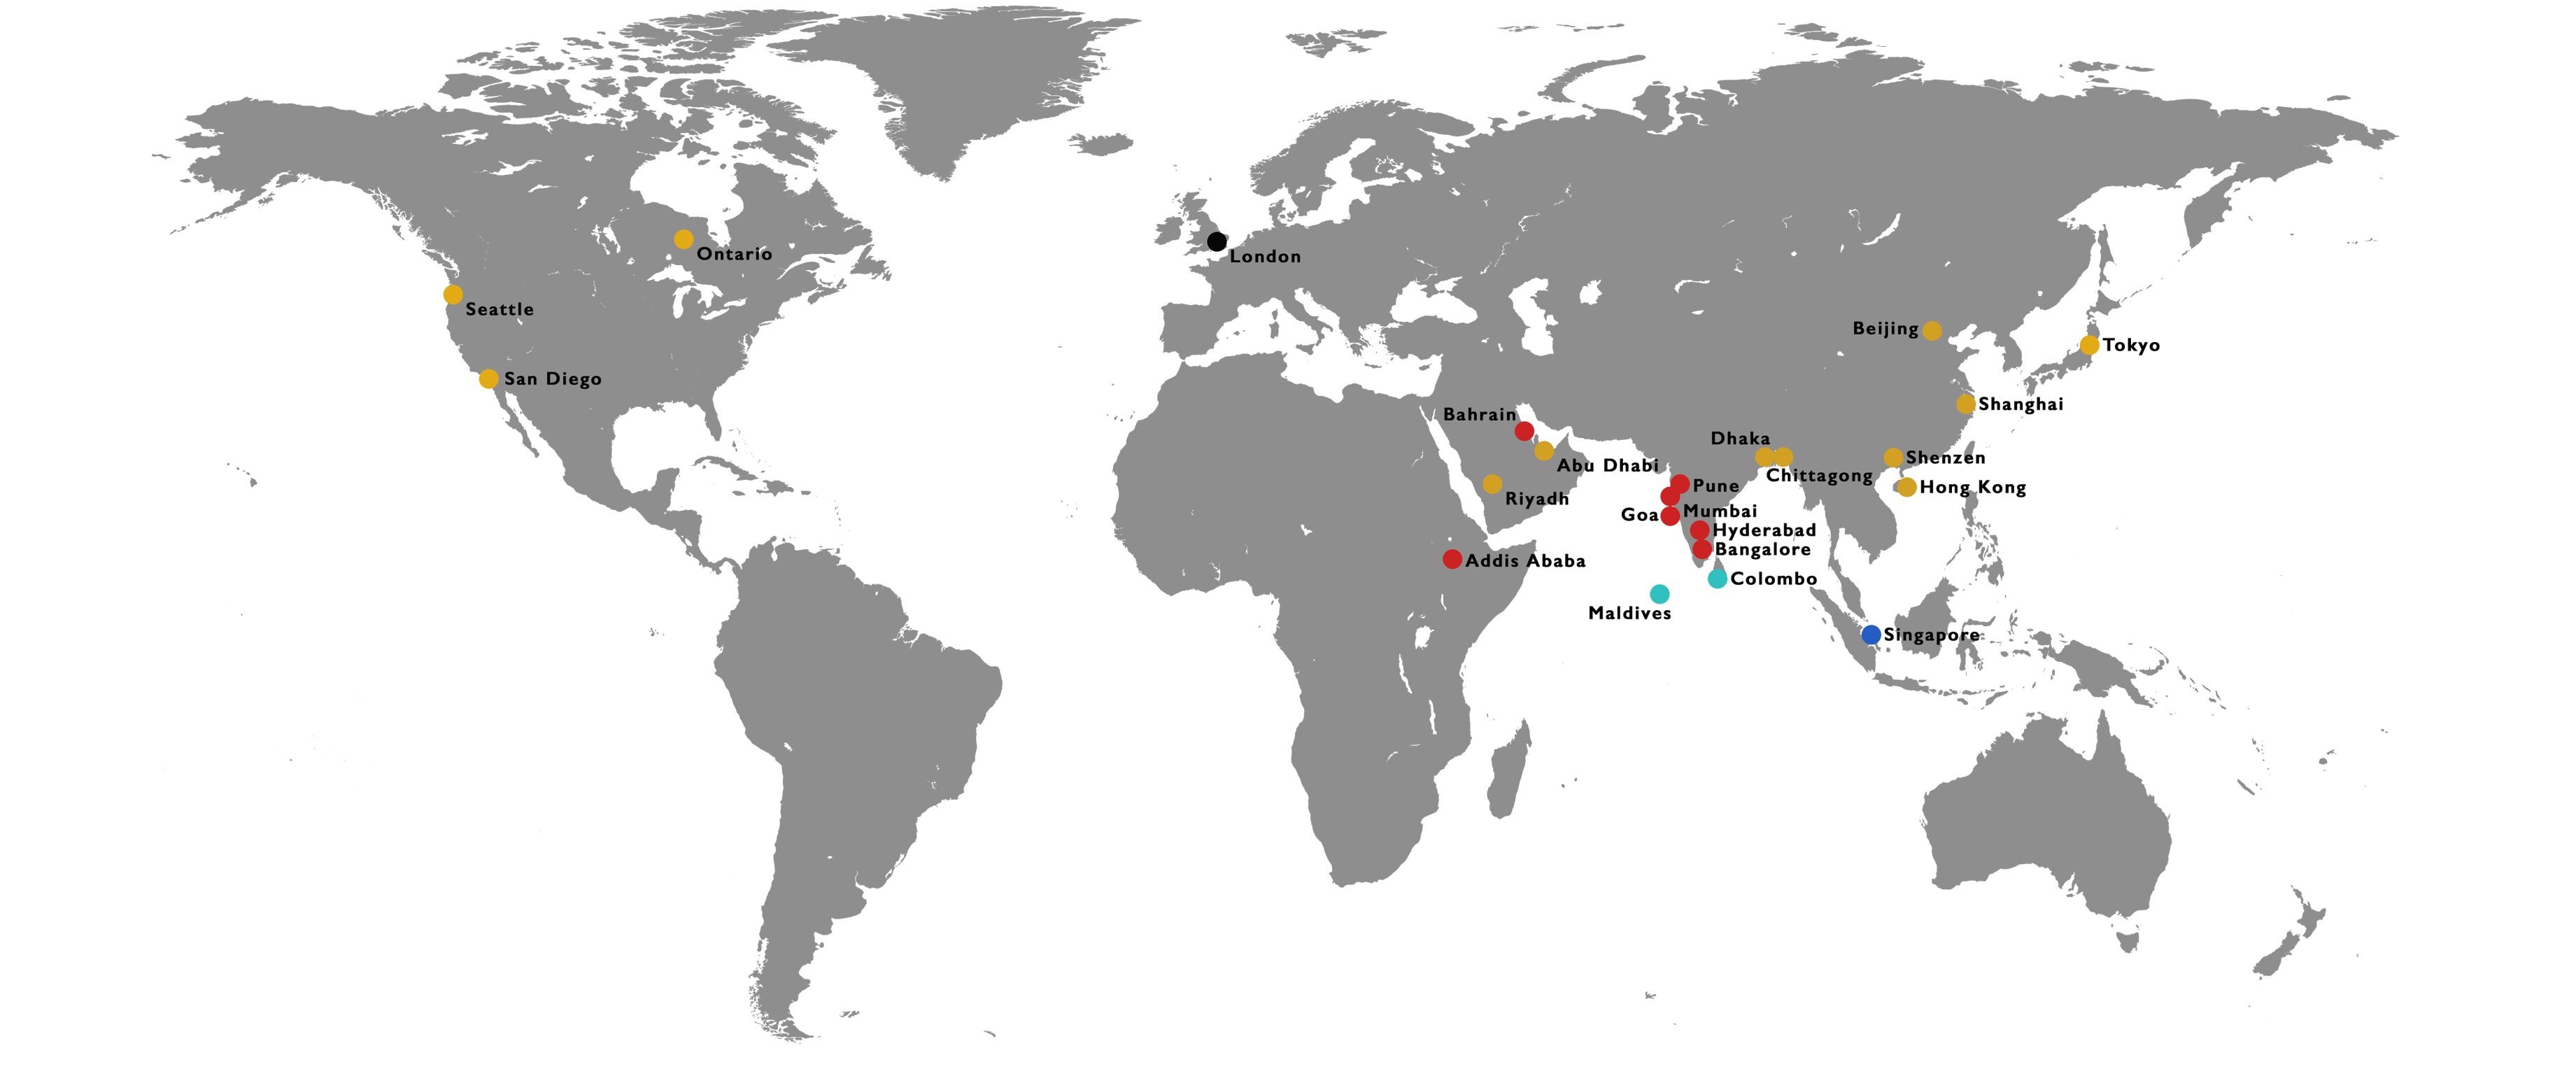 Ontario
London
Seattle
Beijing
Tokyo
San Diego
Shanghai
Bahrain
Dhaka
Abu Dhabi
Shenzen
Chittagong
Riyadh
Pune
Hong Kong
Goa
Mumbai
Hyderabad
Bangalore
Addis Ababa
Colombo
Maldives
Singapore